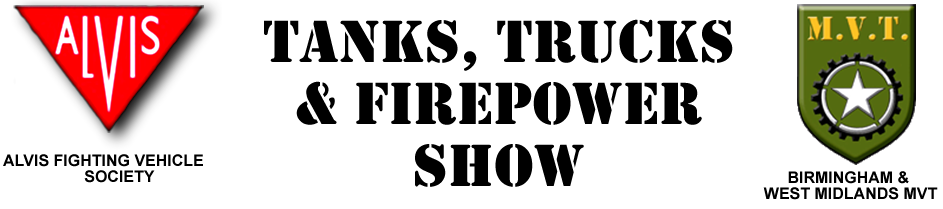 ALVIS
ALVIS FIGHTING VEHICLE
SOCIETY
TANKS, TRUCKS
& FIREPOWER
SHOW
M.V.T.
BIRMINGHAM &
WEST MIDLANDS MVT